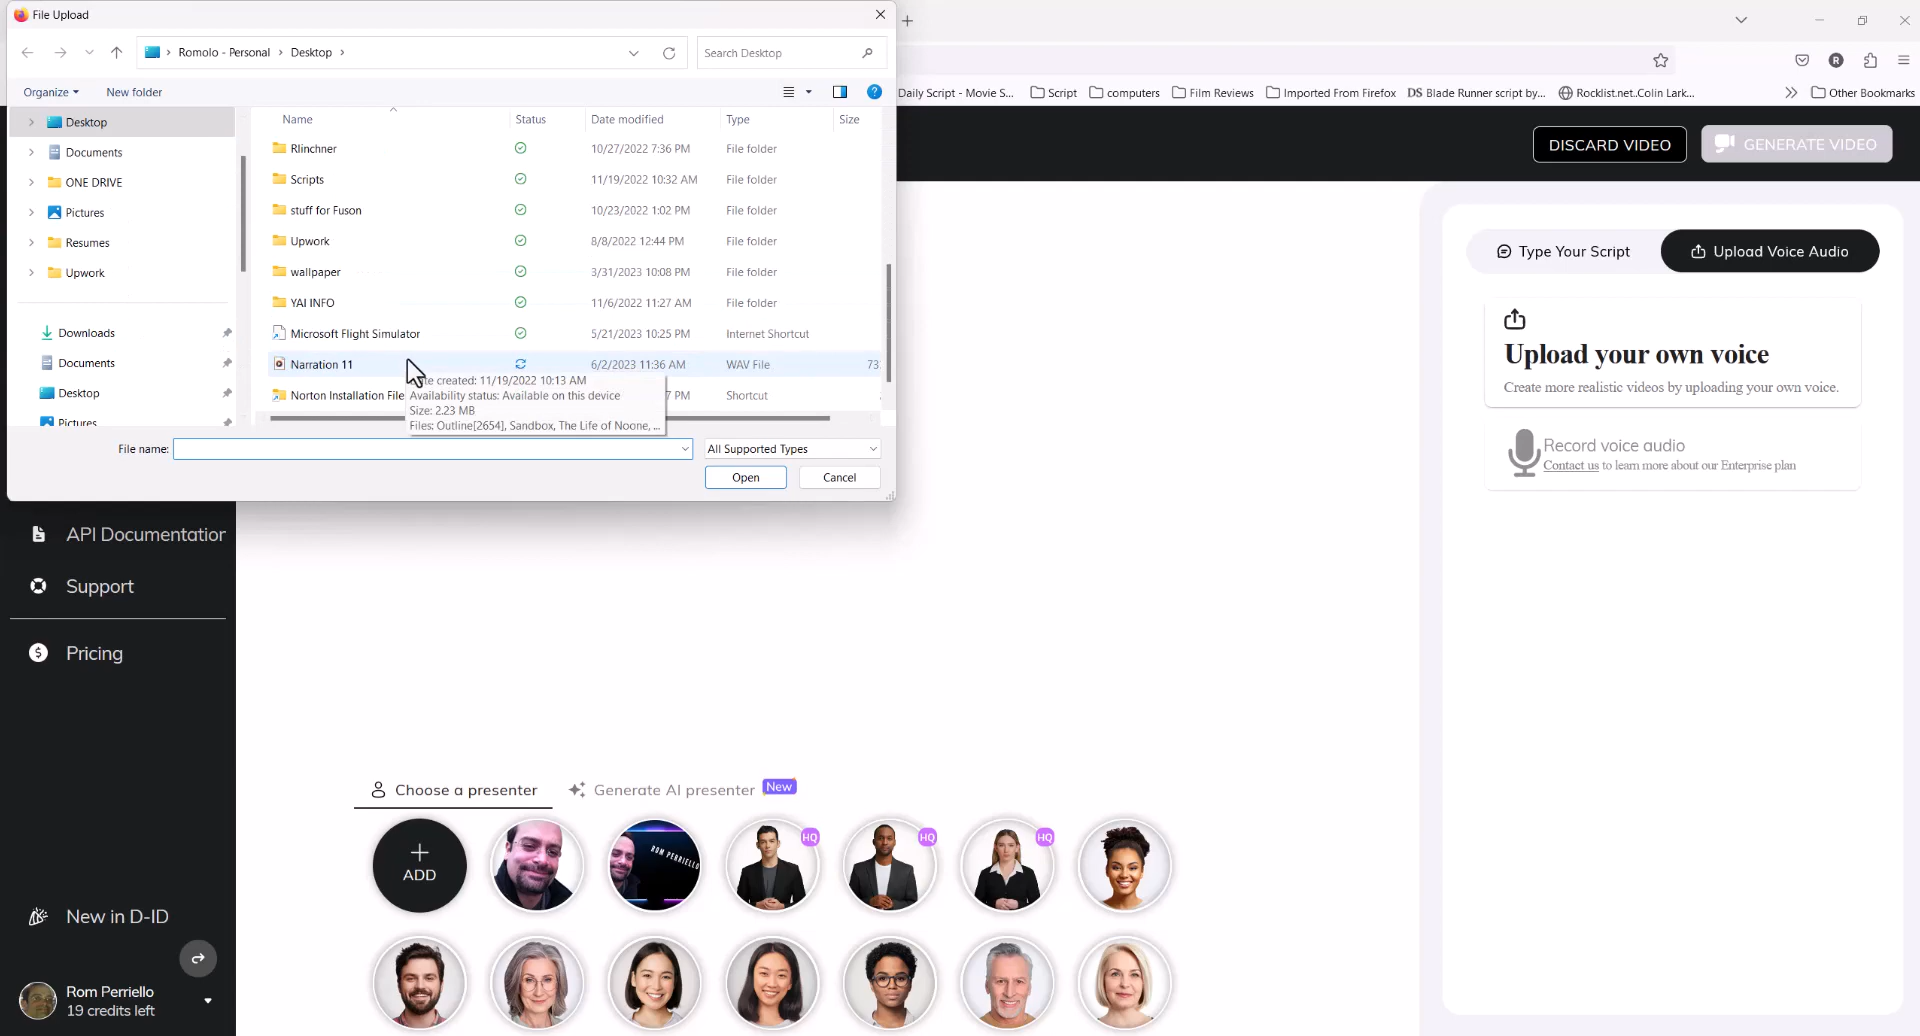 File Upload
Romolo - Personal > Desktop >
Search Desktop
Organize
New folder
Desktop
Documents
ONE DRIVE
Pictures
Resumes
Upwork
Downloads
Documents
Desktop
Pictures
Name Status Date modified Type Size
Rlinchner 10/27/2022 7:36 PM File folder
Scripts 11/19/2022 10:32 AM File folder
stuff for Fuson 10/23/2022 1:02 PM File folder
Upwork 8/8/2022 12:44 PM File folder
wallpaper 3/31/2023 10:08 PM File folder
YAI INFO 11/6/2022 11:27 AM File folder
Microsoft Flight Simulator 5/21/2023 10:25 PM Internet Shortcut
Narration 11 6/2/2023 11:36 AM WAV File 73
Norton Installation File 7 PM Shortcut
te created: 11/19/2022 10:13 AM
Availability status: Available on this device
Size: 2.23 MB
Files: Outline[2654], Sandbox, The Life of Noone, ...
File name:
All Supported Types
Open
Cancel
R
Daily Script - Movie S...
Script
computers
Film Reviews
Imported From Firefox
DS Blade Runner script by...
Rocklist.net..Colin Lark...
Other Bookmarks
DISCARD VIDEO
GENERATE VIDEO
Type Your Script
Upload Voice Audio
Upload your own voice
Create more realistic videos by uploading your own voice.
Record voice audio
Contact us to learn more about our Enterprise plan
API Documentation
Support
Pricing
New in D-ID
Rom Perriello
19 credits left
Choose a presenter
Generate AI presenter
New
+
ADD
ROM PERRIELLO
HQ
HQ
HQ